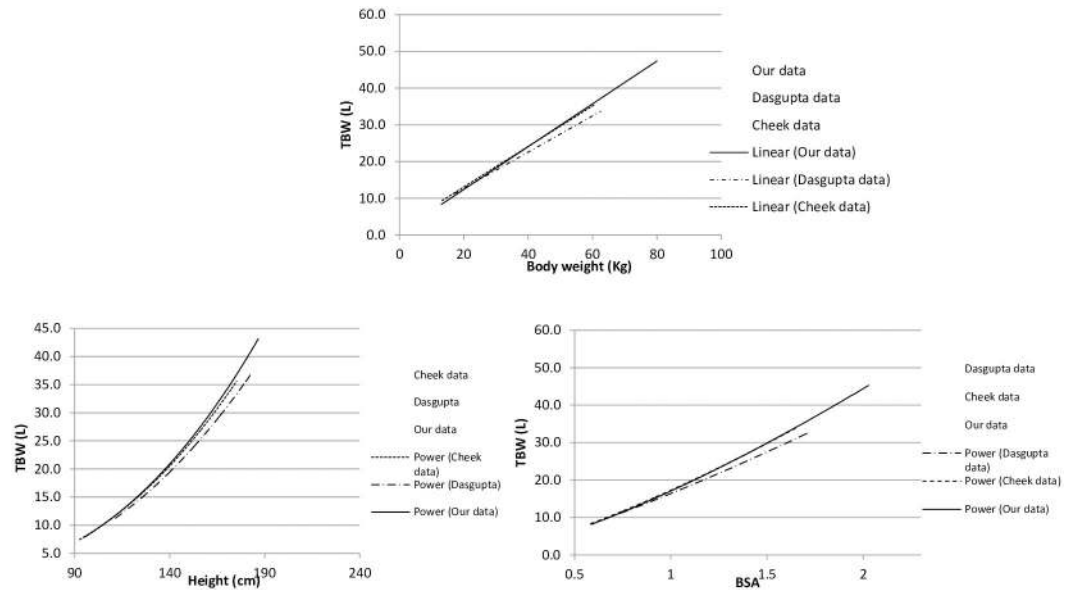 60.0
50.0
40.0
30.0
20.0
10.0
0.0
TBW (L)
0 20 40 60 80 100
Body weight (Kg)
Our data
Dasgupta data
Cheek data
Linear (Our data)
Linear (Dasgupta data)
Linear (Cheek data)
45.0
40.0
35.0
30.0
25.0
20.0
15.0
10.0
5.0
TBW (L)
90 140 190 240
Height (cm)
Cheek data
Dasgupta
Our data
Power (Cheek
data)
Power (Dasgupta)
Power (Our data)
60.0
50.0
40.0
30.0
20.0
10.0
0.0
TBW (L)
0.5 1 1.5 2
BSA
Dasgupta data
Cheek data
Our data
Power (Dasgupta
data)
Power (Cheek data)
Power (Our data)